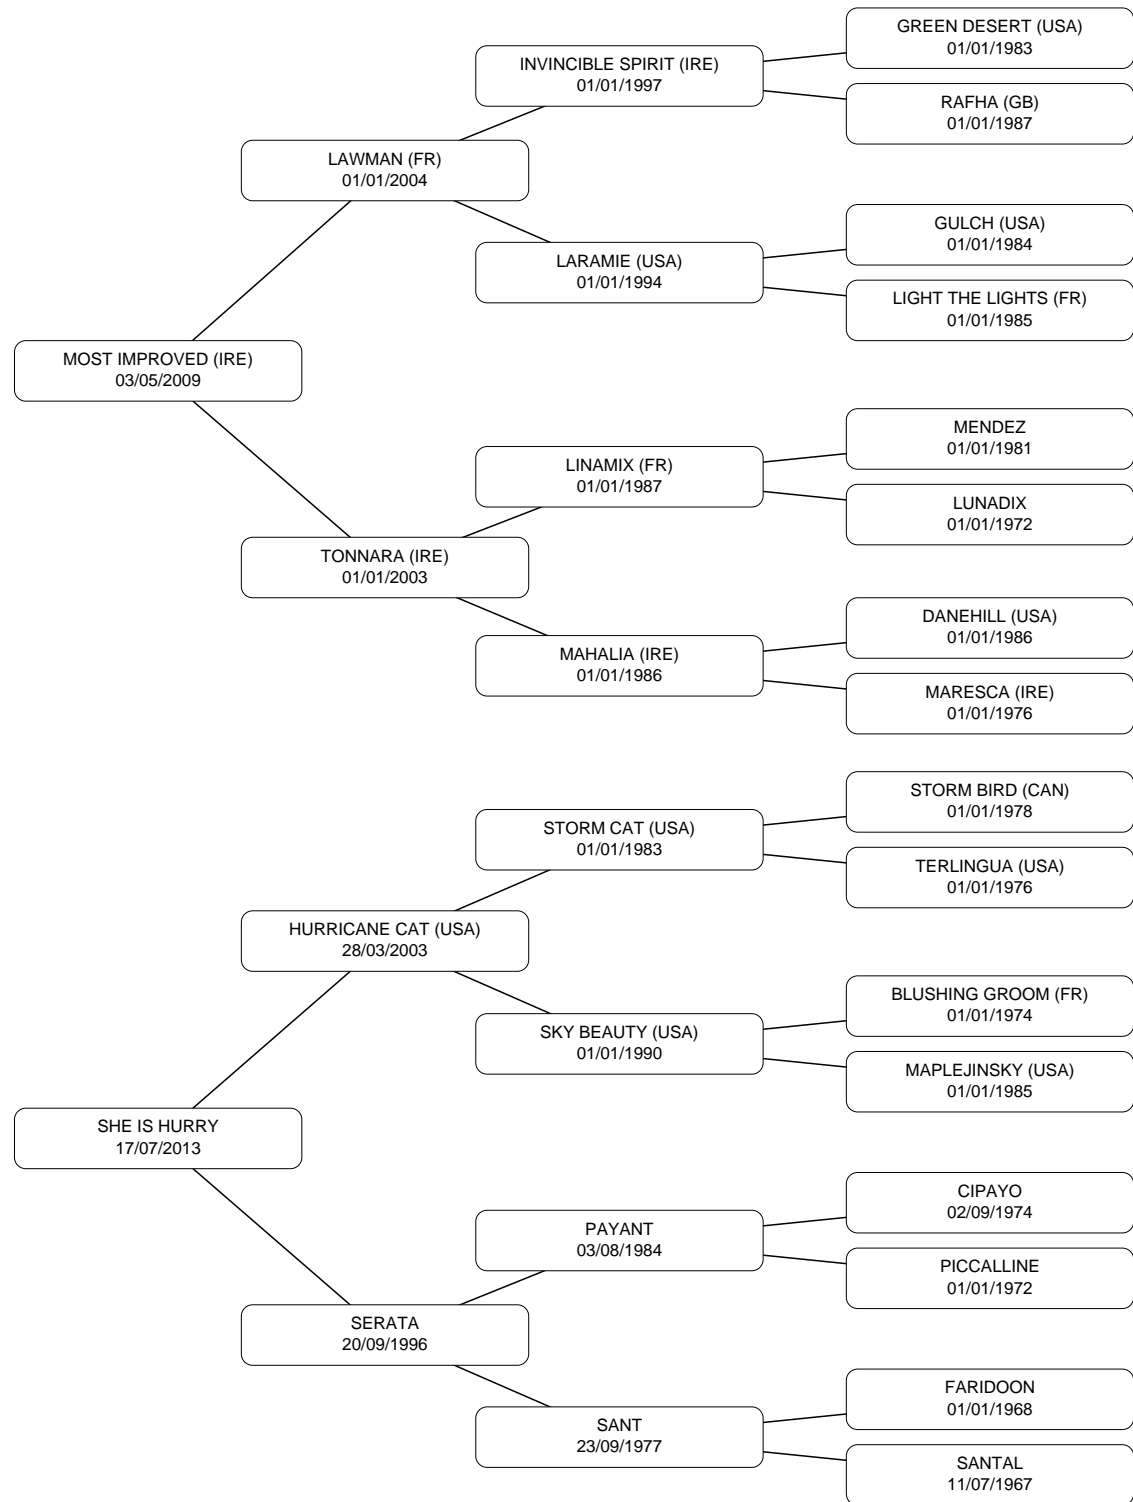 GREEN DESERT (USA)
01/01/1983
INVINCIBLE SPIRIT (IRE)
01/01/1997
RAFHA (GB)
01/01/1987
LAWMAN (FR)
01/01/2004
GULCH (USA)
01/01/1984
LARAMIE (USA)
01/01/1994
LIGHT THE LIGHTS (FR)
01/01/1985
MOST IMPROVED (IRE)
03/05/2009
MENDEZ
01/01/1981
LINAMIX (FR)
01/01/1987
LUNADIX
01/01/1972
TONNARA (IRE)
01/01/2003
DANEHILL (USA)
01/01/1986
MAHALIA (IRE)
01/01/1986
MARESCA (IRE)
01/01/1976
STORM BIRD (CAN)
01/01/1978
STORM CAT (USA)
01/01/1983
TERLINGUA (USA)
01/01/1976
HURRICANE CAT (USA)
28/03/2003
BLUSHING GROOM (FR)
01/01/1974
SKY BEAUTY (USA)
01/01/1990
MAPLEJINSKY (USA)
01/01/1985
SHE IS HURRY
17/07/2013
CIPAYO
02/09/1974
PAYANT
03/08/1984
PICCALLINE
01/01/1972
SERATA
20/09/1996
FARIDOON
01/01/1968
SANT
23/09/1977
SANTAL
11/07/1967